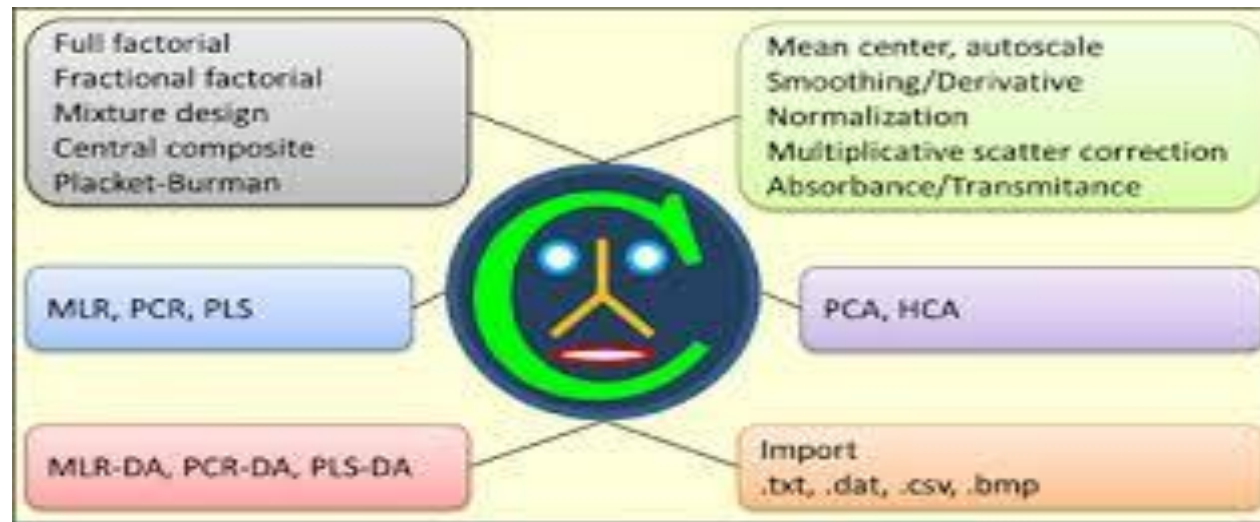 Full factorial
Fractional factorial
Mixture design
Central composite
Placket-Burman
Mean center, autoscale
Smoothing/Derivative
Normalization
Multiplicative scatter correction
Absorbance/Transmitance
MLR, PCR, PLS
PCA, HCA
MLR-DA, PCR-DA, PLS-DA
Import
.txt, .dat, .csv, .bmp